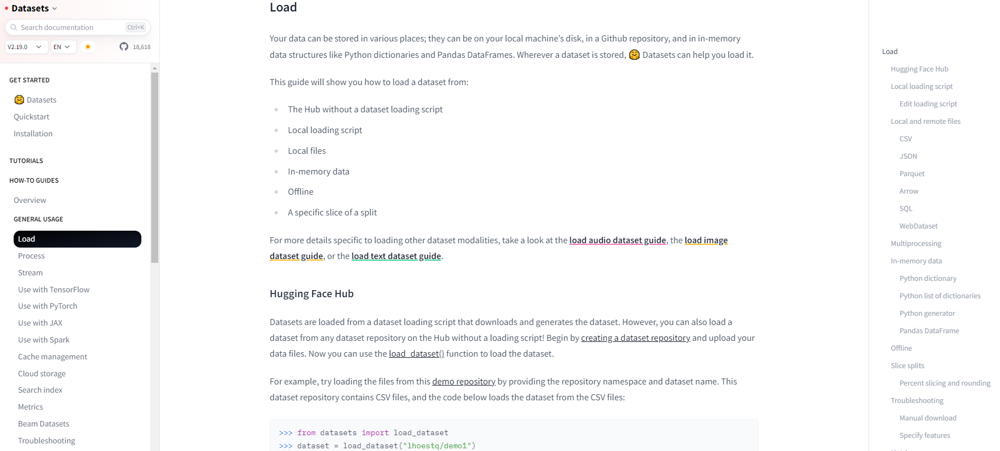 Datasets
Search documentation Ctrl+K
V2.19.0 EN 18,618
GET STARTED
🤗 Datasets
Quickstart
Installation
TUTORIALS
HOW-TO GUIDES
Overview
GENERAL USAGE
Load
Process
Stream
Use with TensorFlow
Use with PyTorch
Use with JAX
Use with Spark
Cache management
Cloud storage
Search index
Metrics
Beam Datasets
Troubleshooting
Load
Your data can be stored in various places; they can be on your local machine’s disk, in a Github repository, and in in-memory
data structures like Python dictionaries and Pandas DataFrames. Wherever a dataset is stored, 🤗 Datasets can help you load it.
This guide will show you how to load a dataset from:
The Hub without a dataset loading script
Local loading script
Local files
In-memory data
Offline
A specific slice of a split
For more details specific to loading other dataset modalities, take a look at the load audio dataset guide, the load image
dataset guide, or the load text dataset guide.
Hugging Face Hub
Datasets are loaded from a dataset loading script that downloads and generates the dataset. However, you can also load a
dataset from any dataset repository on the Hub without a loading script! Begin by creating a dataset repository and upload your
data files. Now you can use the load_dataset() function to load the dataset.
For example, try loading the files from this demo repository by providing the repository namespace and dataset name. This
dataset repository contains CSV files, and the code below loads the dataset from the CSV files:
>>> from datasets import load_dataset
>>> dataset = load_dataset("lhoestq/demo1")
Load
Hugging Face Hub
Local loading script
Edit loading script
Local and remote files
CSV
JSON
Parquet
Arrow
SQL
WebDataset
Multiprocessing
In-memory data
Python dictionary
Python list of dictionaries
Python generator
Pandas DataFrame
Offline
Slice splits
Percent slicing and rounding
Troubleshooting
Manual download
Specify features